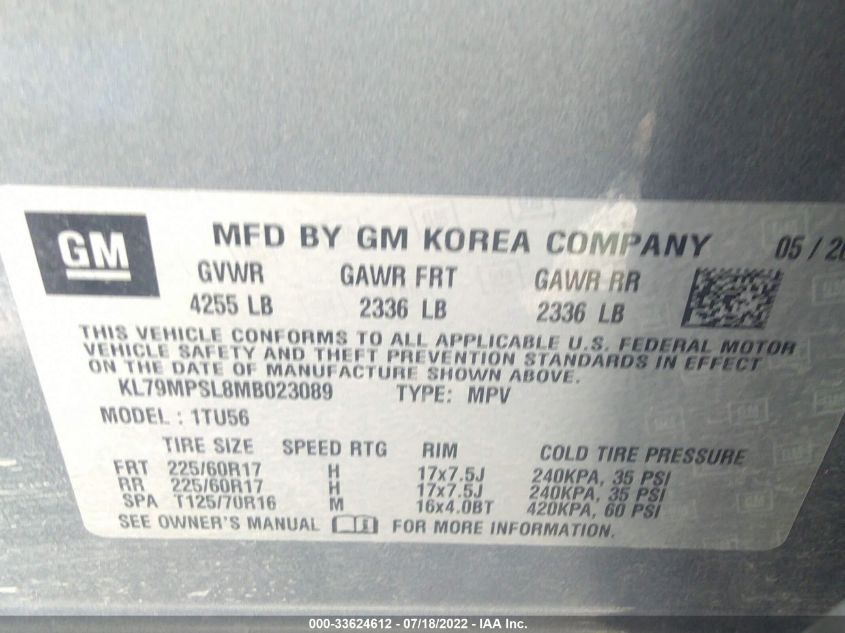 GM
MFD BY GM KOREA COMPANY 05 / 20
GVWR GAWR FRT GAWR RR
4255 LB 2336 LB 2336 LB
THIS VEHICLE CONFORMS TO ALL APPLICABLE U.S. FEDERAL MOTOR
VEHICLE SAFETY AND THEFT PREVENTION STANDARDS IN EFFECT
ON THE DATE OF MANUFACTURE SHOWN ABOVE.
KL79MPSL8MB023089 TYPE: MPV
MODEL : 1TU56
TIRE SIZE SPEED RTG RIM COLD TIRE PRESSURE
FRT 225/60R17 H 17x7.5J 240KPA, 35 PSI
RR 225/60R17 H 17x7.5J 240KPA, 35 PSI
SPA T125/70R16 M 16x4.0BT 420KPA, 60 PSI
SEE OWNER'S MANUAL FOR MORE INFORMATION.
000-33624612 - 07/18/2022 - IAA Inc.